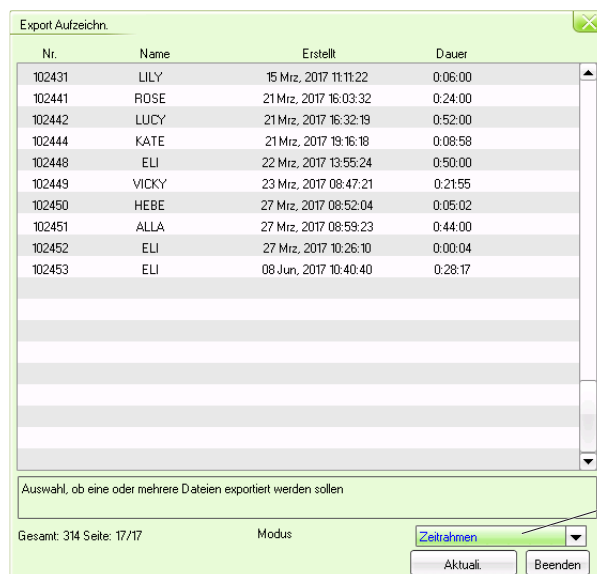 Export Aufzeichn.
Nr. Name Erstellt Dauer
102431 LILY 15 Mrz, 2017 11:11:22 0:06:00
102441 ROSE 21 Mrz, 2017 16:03:32 0:24:00
102442 LUCY 21 Mrz, 2017 16:32:19 0:52:00
102444 KATE 21 Mrz, 2017 19:16:18 0:08:58
102448 ELI 22 Mrz, 2017 13:55:24 0:50:00
102449 VICKY 23 Mrz, 2017 08:47:21 0:21:55
102450 HEBE 27 Mrz, 2017 08:52:04 0:05:02
102451 ALLA 27 Mrz, 2017 08:59:23 0:44:00
102452 ELI 27 Mrz, 2017 10:26:10 0:00:04
102453 ELI 08 Jun, 2017 10:40:40 0:28:17
Auswahl, ob eine oder mehrere Dateien exportiert werden sollen
Gesamt: 314 Seite: 17/17 Modus Zeitrahmen
Aktuali. Beenden